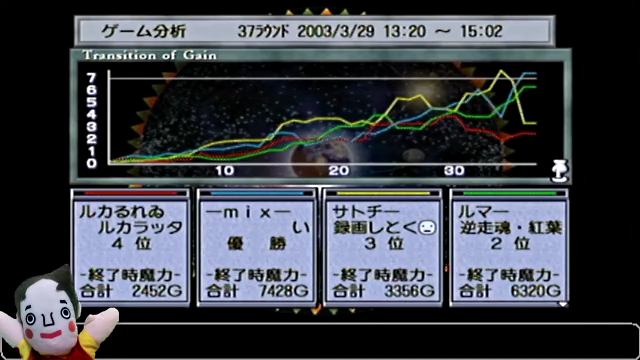 ゲーム分析 37ラウンド 2003/3/29 13:20 ～ 15:02
Transition of Gain
7
6
5
4
3
2
1
0
10 20 30
ルカるれゐ
ルカラッタ
4 位
-終了時魔力-
合計 2452G
―mix―
い
優 勝
-終了時魔力-
合計 7428G
サトチー
録画しとく
3 位
-終了時魔力-
合計 3356G
ルマー
逆走魂・紅葉
2 位
-終了時魔力-
合計 6320G